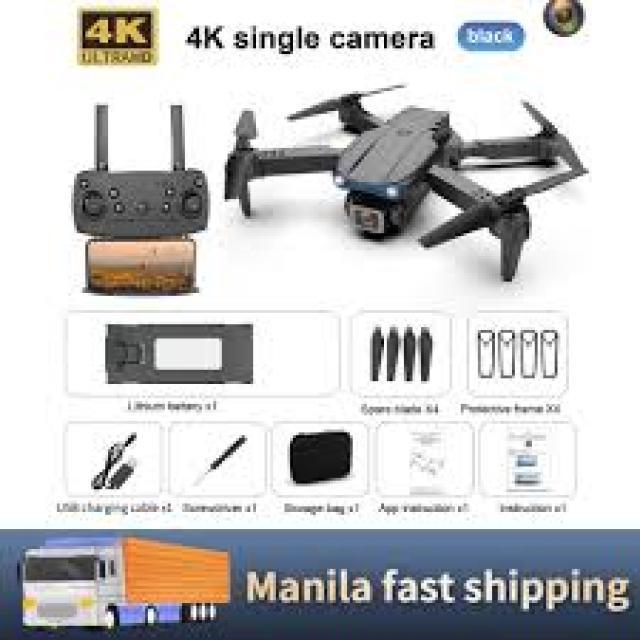 4K
ULTRAHD
4K single camera
black
Lithium battery x1
Spare blade X4
Protective frame X4
USB charging cable x1
Screwdriver x1
Storage bag x1
App instruction x1
Instruction x1
Manila fast shipping